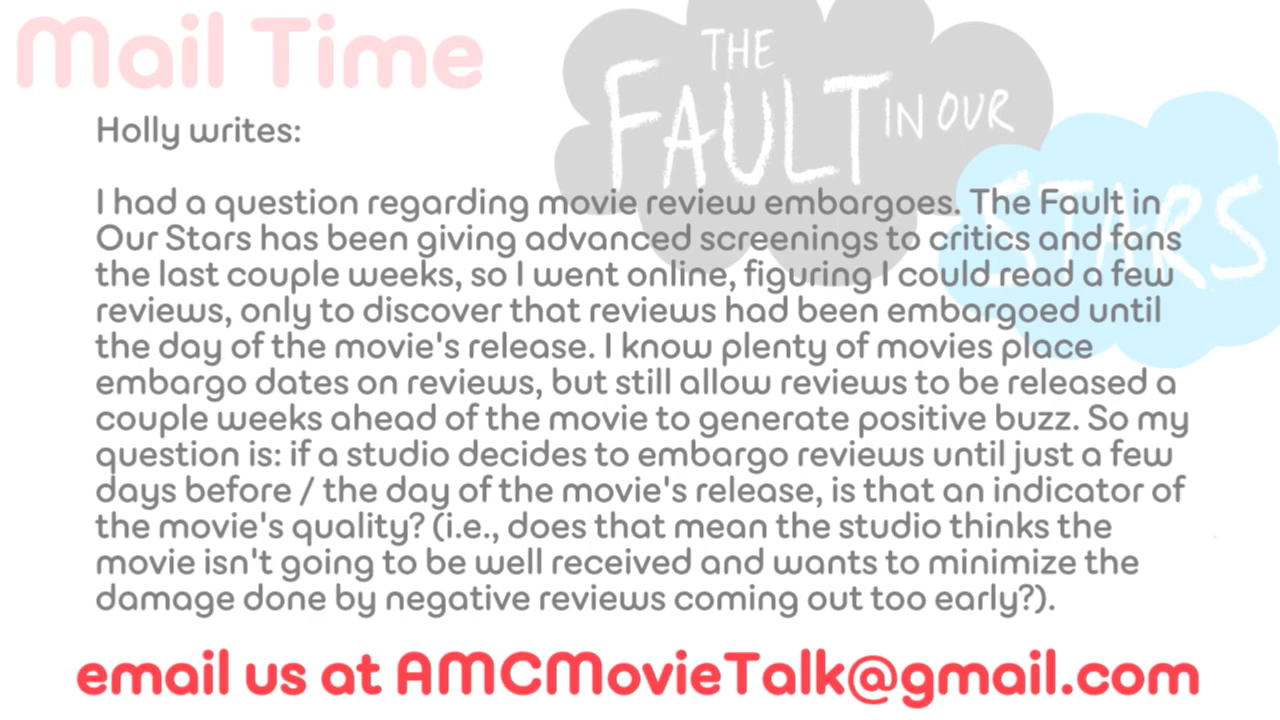 Mail Time
THE
FAULT IN OUR
STARS
Holly writes:
I had a question regarding movie review embargoes. The Fault in
Our Stars has been giving advanced screenings to critics and fans
the last couple weeks, so I went online, figuring I could read a few
reviews, only to discover that reviews had been embargoed until
the day of the movie's release. I know plenty of movies place
embargo dates on reviews, but still allow reviews to be released a
couple weeks ahead of the movie to generate positive buzz. So my
question is: if a studio decides to embargo reviews until just a few
days before / the day of the movie's release, is that an indicator of
the movie's quality? (i.e., does that mean the studio thinks the
movie isn't going to be well received and wants to minimize the
damage done by negative reviews coming out too early?).
email us at AMCMovieTalk@gmail.com